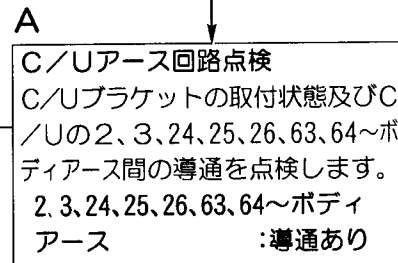 A
C/Uアース回路点検
C/Uブラケットの取付状態及びC
/Uの2、3、24、25、26、63、64~ボ
ディアース間の導通を点検します。
2、3、24、25、26、63、64~ボディ
アース　　　:導通あり